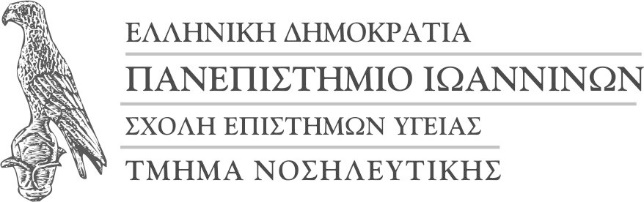 ΕΛΛΗΝΙΚΗ ΔΗΜΟΚΡΑΤΙΑ
ΠΑΝΕΠΙΣΤΗΜΙΟ ΙΩΑΝΝΙΝΩΝ
ΣΧΟΛΗ ΕΠΙΣΤΗΜΩΝ ΥΓΕΙΑΣ
ΤΜΗΜΑ ΝΟΣΗΛΕΥΤΙΚΗΣ